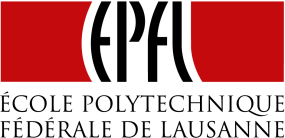 EPFL
ÉCOLE POLYTECHNIQUE
FÉDÉRALE DE LAUSANNE